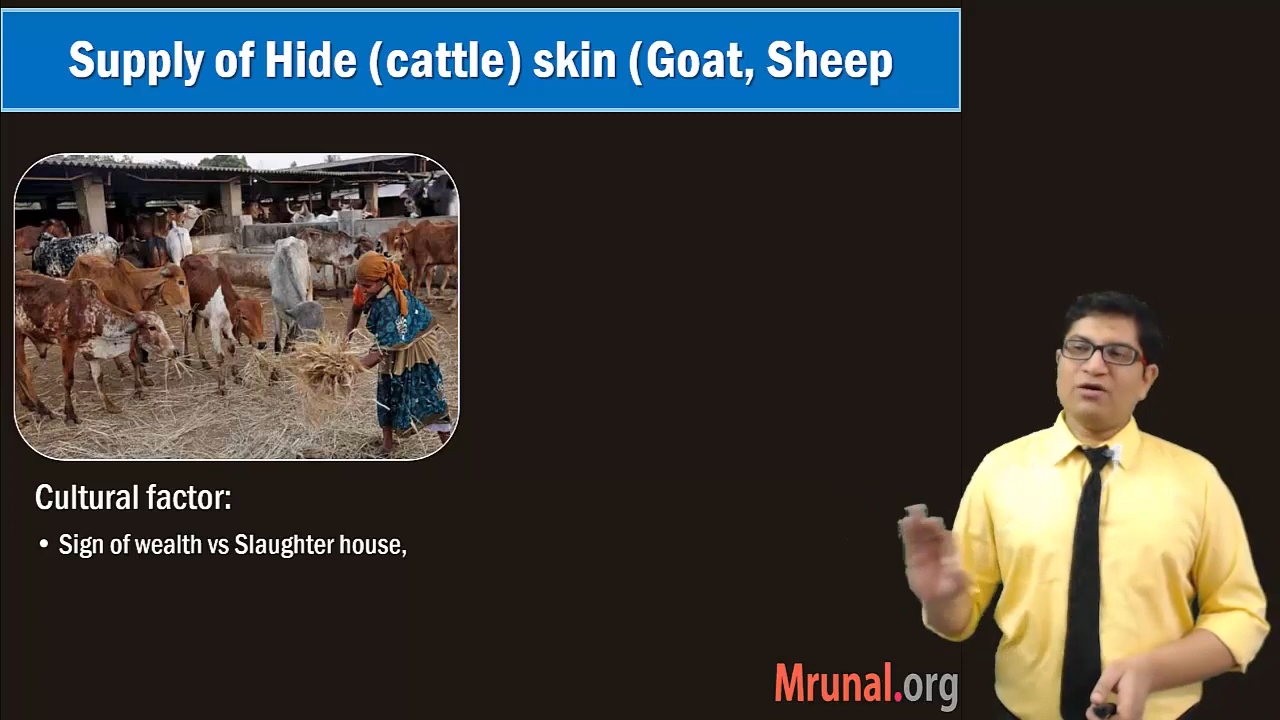 Supply of Hide (cattle) skin (Goat, Sheep
Cultural factor:
• Sign of wealth vs Slaughter house,
Mrunal.org